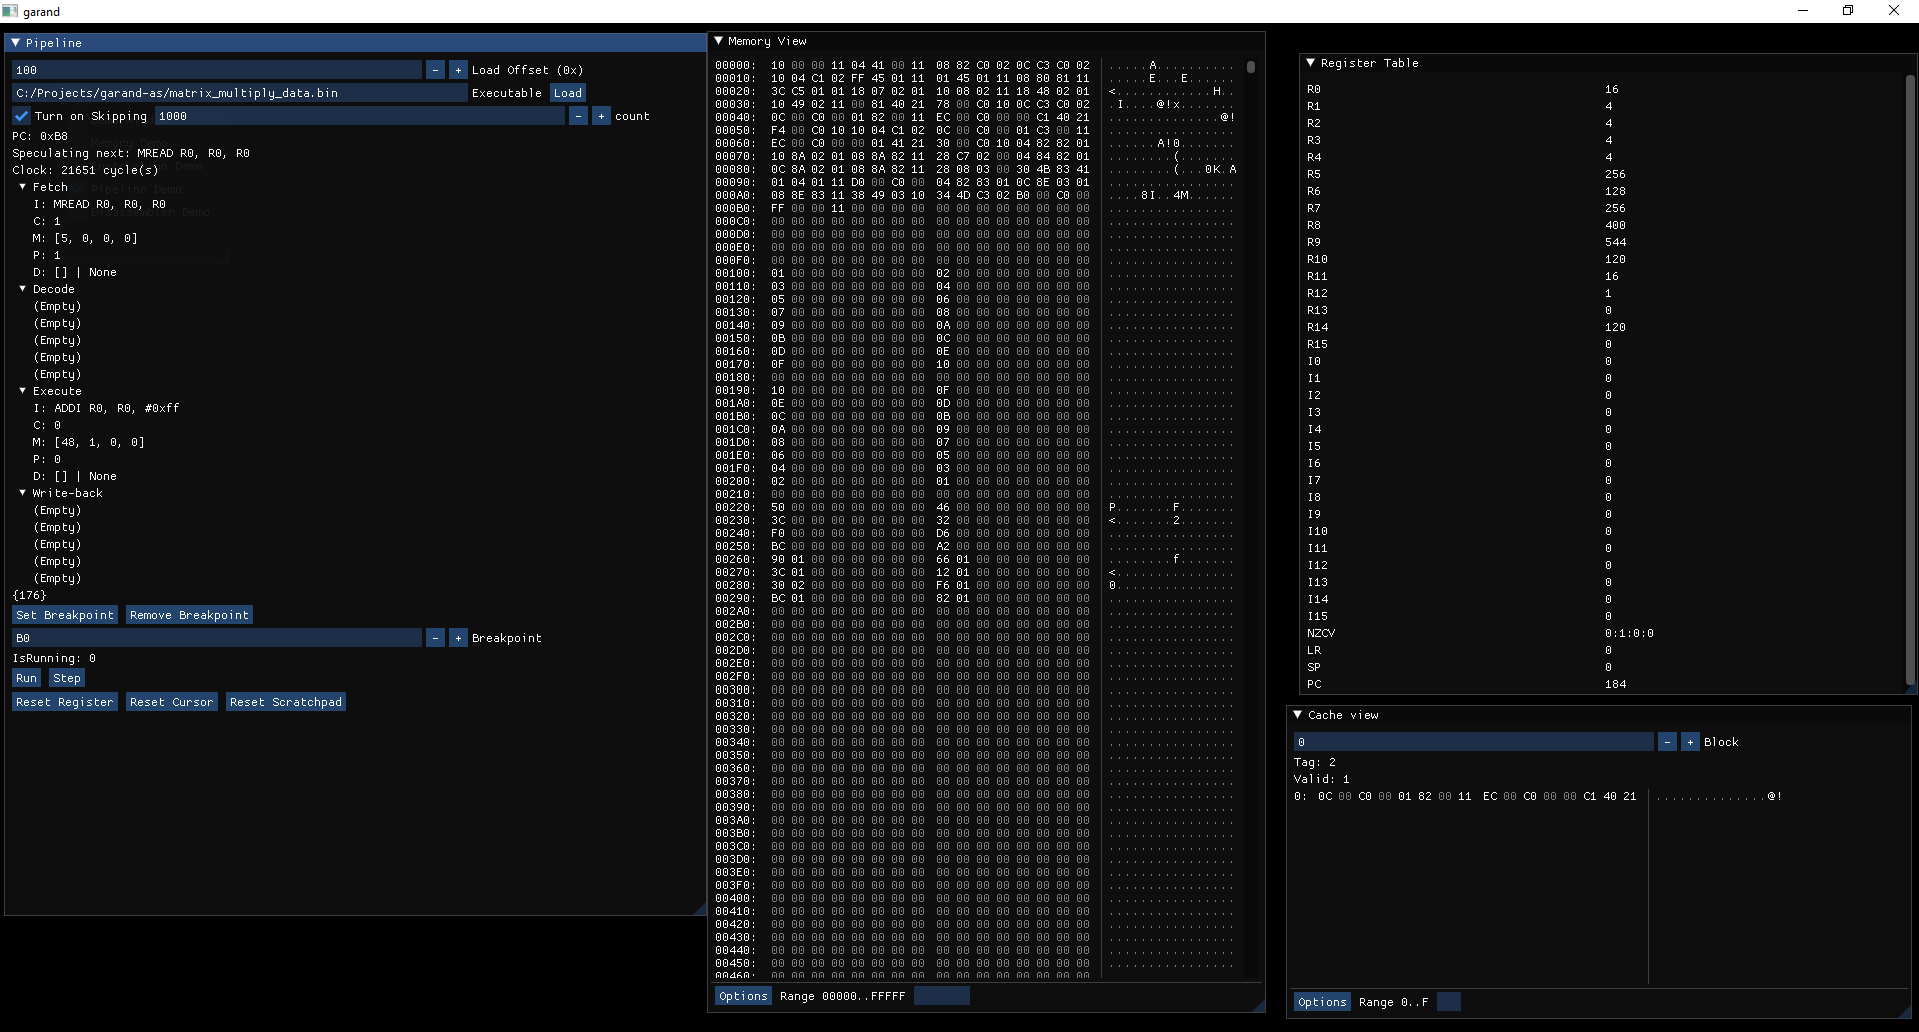 garand
Pipeline
100 - + Load Offset (0x)
C:/Projects/garand-as/matrix_multiply_data.bin Executable Load
Turn on Skipping 1000 - + count
PC: 0xB8
Speculating next: MREAD R0, R0, R0
Clock: 21651 cycle(s)
Fetch
I: MREAD R0, R0, R0
C: 1
M: [5, 0, 0, 0]
P: 1
D: [] | None
Decode
(Empty)
(Empty)
(Empty)
(Empty)
(Empty)
Execute
I: ADDI R0, R0, #0xff
C: 0
M: [48, 1, 0, 0]
P: 0
D: [] | None
Write-back
(Empty)
(Empty)
(Empty)
(Empty)
(Empty)
{176}
Set Breakpoint Remove Breakpoint
B0 - + Breakpoint
IsRunning: 0
Run Step
Reset Register Reset Cursor Reset Scratchpad
Memory View
00000: 10 00 00 11 04 41 00 11 08 82 C0 02 0C C3 C0 02 .....A..........
00010: 10 04 C1 02 FF 45 01 11 01 45 01 11 08 80 81 11 .....E...E......
00020: 3C C5 01 01 18 07 02 01 10 08 02 11 18 48 02 01 <............H..
00030: 10 49 02 11 00 81 40 21 78 00 C0 10 0C C3 C0 02 .I....@!x.......
00040: 0C 00 C0 00 01 82 00 11 EC 00 C0 00 00 C1 40 21 ..............@!
00050: F4 00 C0 10 10 04 C1 02 0C 00 C0 00 01 C3 00 11 ................
00060: EC 00 C0 00 00 01 41 21 30 00 C0 10 04 82 82 01 ......A!0.......
00070: 10 8A 02 01 08 8A 82 11 28 C7 02 00 04 84 82 01 ........(.......
00080: 0C 8A 02 01 08 8A 82 11 28 08 03 00 30 4B 83 41 ........(...0K.A
00090: 01 04 01 11 D0 00 C0 00 04 82 83 01 0C 8E 03 01 ................
000A0: 08 8E 83 11 38 49 03 10 34 4D C3 02 B0 00 C0 00 ....8I..4M......
000B0: FF 00 00 11 00 00 00 00 00 00 00 00 00 00 00 00 ................
000C0: 00 00 00 00 00 00 00 00 00 00 00 00 00 00 00 00 ................
000D0: 00 00 00 00 00 00 00 00 00 00 00 00 00 00 00 00 ................
000E0: 00 00 00 00 00 00 00 00 00 00 00 00 00 00 00 00 ................
000F0: 00 00 00 00 00 00 00 00 00 00 00 00 00 00 00 00 ................
00100: 01 00 00 00 00 00 00 00 02 00 00 00 00 00 00 00 ................
00110: 03 00 00 00 00 00 00 00 04 00 00 00 00 00 00 00 ................
00120: 05 00 00 00 00 00 00 00 06 00 00 00 00 00 00 00 ................
00130: 07 00 00 00 00 00 00 00 08 00 00 00 00 00 00 00 ................
00140: 09 00 00 00 00 00 00 00 0A 00 00 00 00 00 00 00 ................
00150: 0B 00 00 00 00 00 00 00 0C 00 00 00 00 00 00 00 ................
00160: 0D 00 00 00 00 00 00 00 0E 00 00 00 00 00 00 00 ................
00170: 0F 00 00 00 00 00 00 00 10 00 00 00 00 00 00 00 ................
00180: 00 00 00 00 00 00 00 00 00 00 00 00 00 00 00 00 ................
00190: 10 00 00 00 00 00 00 00 0F 00 00 00 00 00 00 00 ................
001A0: 0E 00 00 00 00 00 00 00 0D 00 00 00 00 00 00 00 ................
001B0: 0C 00 00 00 00 00 00 00 0B 00 00 00 00 00 00 00 ................
001C0: 0A 00 00 00 00 00 00 00 09 00 00 00 00 00 00 00 ................
001D0: 08 00 00 00 00 00 00 00 07 00 00 00 00 00 00 00 ................
001E0: 06 00 00 00 00 00 00 00 05 00 00 00 00 00 00 00 ................
001F0: 04 00 00 00 00 00 00 00 03 00 00 00 00 00 00 00 ................
00200: 02 00 00 00 00 00 00 00 01 00 00 00 00 00 00 00 ................
00210: 00 00 00 00 00 00 00 00 00 00 00 00 00 00 00 00 ................
00220: 50 00 00 00 00 00 00 00 46 00 00 00 00 00 00 00 P.......F.......
00230: 3C 00 00 00 00 00 00 00 32 00 00 00 00 00 00 00 <.......2.......
00240: F0 00 00 00 00 00 00 00 D6 00 00 00 00 00 00 00 ................
00250: BC 00 00 00 00 00 00 00 A2 00 00 00 00 00 00 00 ................
00260: 90 01 00 00 00 00 00 00 66 01 00 00 00 00 00 00 ........f.......
00270: 3C 01 00 00 00 00 00 00 12 01 00 00 00 00 00 00 <...............
00280: 30 02 00 00 00 00 00 00 F6 01 00 00 00 00 00 00 0...............
00290: BC 01 00 00 00 00 00 00 82 01 00 00 00 00 00 00 ................
002A0: 00 00 00 00 00 00 00 00 00 00 00 00 00 00 00 00 ................
002B0: 00 00 00 00 00 00 00 00 00 00 00 00 00 00 00 00 ................
002C0: 00 00 00 00 00 00 00 00 00 00 00 00 00 00 00 00 ................
002D0: 00 00 00 00 00 00 00 00 00 00 00 00 00 00 00 00 ................
002E0: 00 00 00 00 00 00 00 00 00 00 00 00 00 00 00 00 ................
002F0: 00 00 00 00 00 00 00 00 00 00 00 00 00 00 00 00 ................
00300: 00 00 00 00 00 00 00 00 00 00 00 00 00 00 00 00 ................
00310: 00 00 00 00 00 00 00 00 00 00 00 00 00 00 00 00 ................
00320: 00 00 00 00 00 00 00 00 00 00 00 00 00 00 00 00 ................
00330: 00 00 00 00 00 00 00 00 00 00 00 00 00 00 00 00 ................
00340: 00 00 00 00 00 00 00 00 00 00 00 00 00 00 00 00 ................
00350: 00 00 00 00 00 00 00 00 00 00 00 00 00 00 00 00 ................
00360: 00 00 00 00 00 00 00 00 00 00 00 00 00 00 00 00 ................
00370: 00 00 00 00 00 00 00 00 00 00 00 00 00 00 00 00 ................
00380: 00 00 00 00 00 00 00 00 00 00 00 00 00 00 00 00 ................
00390: 00 00 00 00 00 00 00 00 00 00 00 00 00 00 00 00 ................
003A0: 00 00 00 00 00 00 00 00 00 00 00 00 00 00 00 00 ................
003B0: 00 00 00 00 00 00 00 00 00 00 00 00 00 00 00 00 ................
003C0: 00 00 00 00 00 00 00 00 00 00 00 00 00 00 00 00 ................
003D0: 00 00 00 00 00 00 00 00 00 00 00 00 00 00 00 00 ................
003E0: 00 00 00 00 00 00 00 00 00 00 00 00 00 00 00 00 ................
003F0: 00 00 00 00 00 00 00 00 00 00 00 00 00 00 00 00 ................
00400: 00 00 00 00 00 00 00 00 00 00 00 00 00 00 00 00 ................
00410: 00 00 00 00 00 00 00 00 00 00 00 00 00 00 00 00 ................
00420: 00 00 00 00 00 00 00 00 00 00 00 00 00 00 00 00 ................
00430: 00 00 00 00 00 00 00 00 00 00 00 00 00 00 00 00 ................
00440: 00 00 00 00 00 00 00 00 00 00 00 00 00 00 00 00 ................
00450: 00 00 00 00 00 00 00 00 00 00 00 00 00 00 00 00 ................
00460: 00 00 00 00 00 00 00 00 00 00 00 00 00 00 00 00
Options Range 00000..FFFFF
Register Table
R0 16
R1 4
R2 4
R3 4
R4 4
R5 256
R6 128
R7 256
R8 400
R9 544
R10 120
R11 16
R12 1
R13 0
R14 120
R15 0
I0 0
I1 0
I2 0
I3 0
I4 0
I5 0
I6 0
I7 0
I8 0
I9 0
I10 0
I11 0
I12 0
I13 0
I14 0
I15 0
NZCV 0:1:0:0
LR 0
SP 0
PC 184
Cache view
0 - + Block
Tag: 2
Valid: 1
0: 0C 00 C0 00 01 82 00 11 EC 00 C0 00 00 C1 40 21 ..............@!
Options Range 0..F